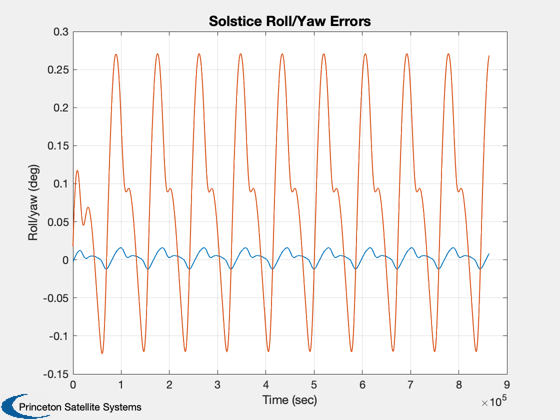 Solstice Roll/Yaw Errors
Roll/yaw (deg)
0.3
0.25
0.2
0.15
0.1
0.05
0
-0.05
-0.1
-0.15
0 1 2 3 4 5 6 7 8 9
×10^5
Time (sec)
Princeton Satellite Systems